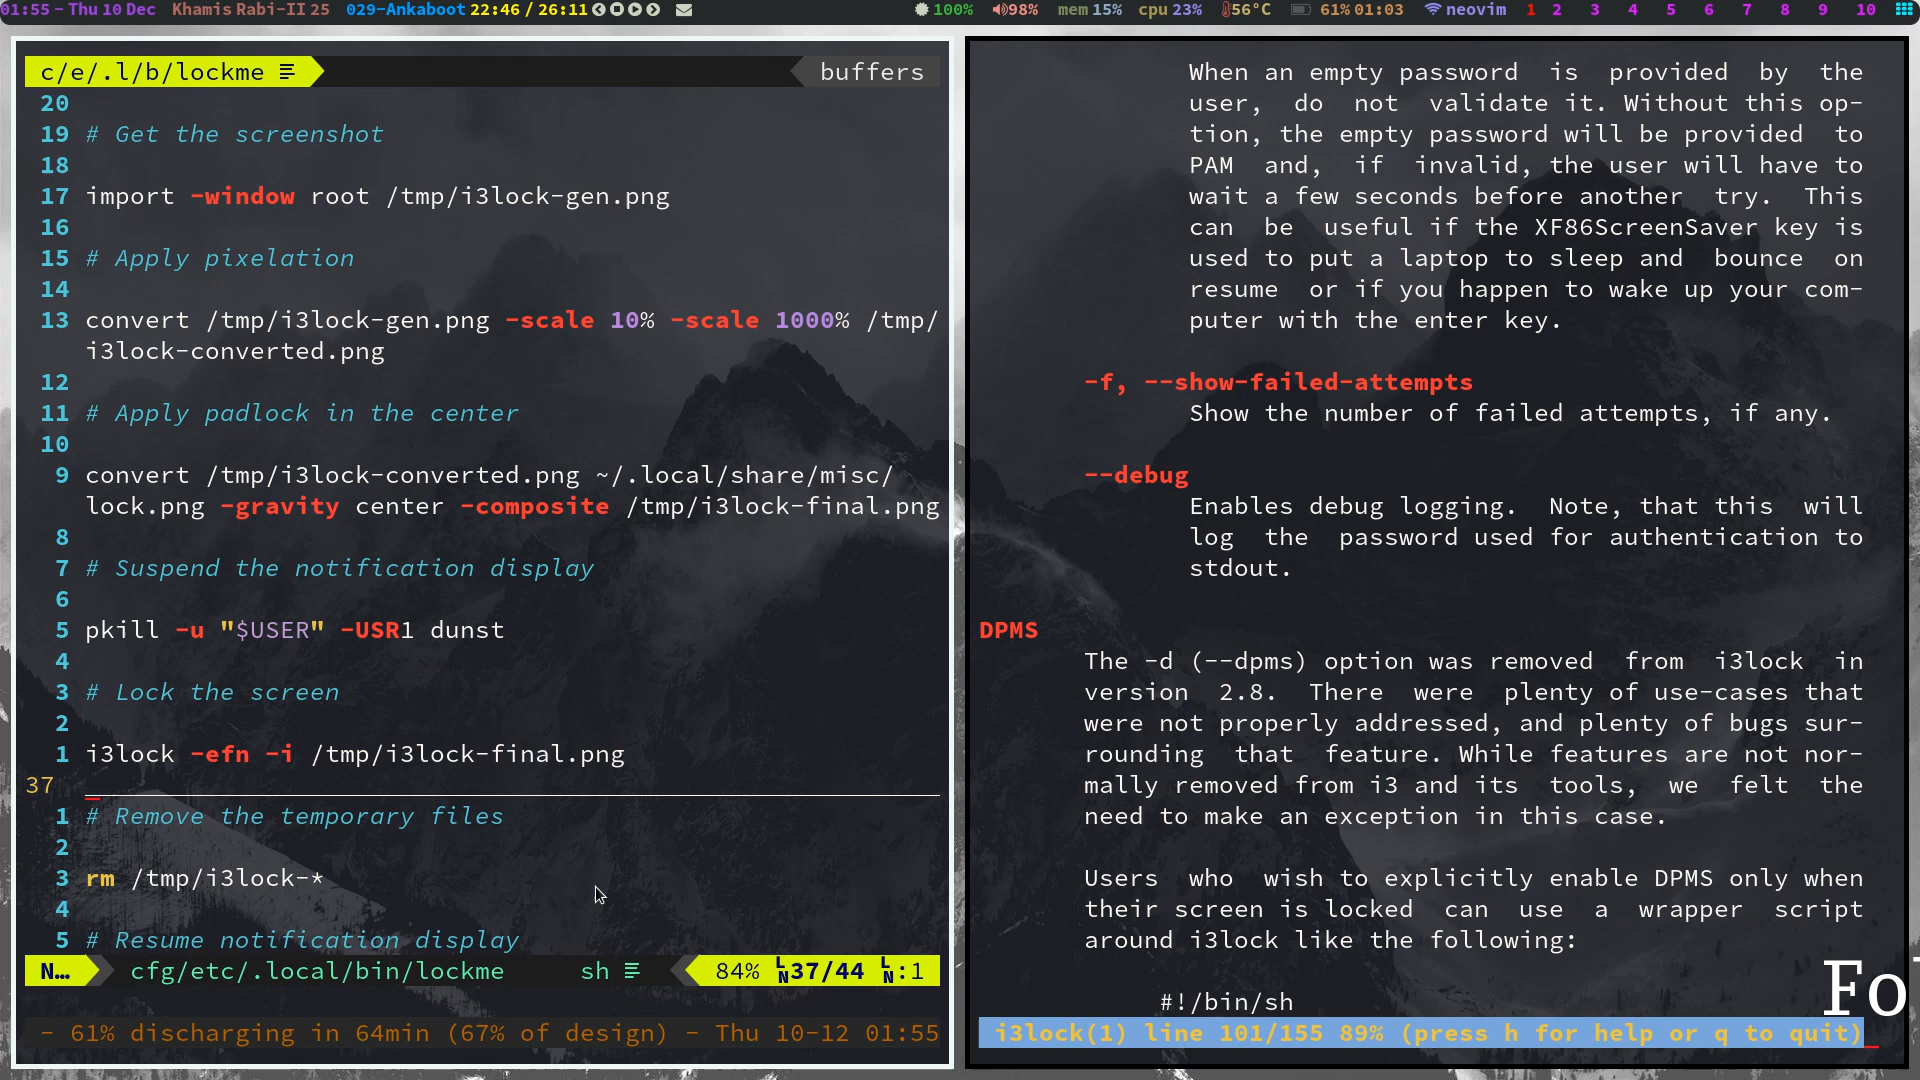 01:55 - Thu 10 Dec Khamis Rabi-II 25 029-Ankaboot 22:46 / 26:11 100% 98% mem 15% cpu 23% 56°C 61% 01:03 neovim 1 2 3 4 5 6 7 8 9 10
c/e/.l/b/lockme buffers
20
19 # Get the screenshot
18
17 import -window root /tmp/i3lock-gen.png
16
15 # Apply pixelation
14
13 convert /tmp/i3lock-gen.png -scale 10% -scale 1000% /tmp/
i3lock-converted.png
12
11 # Apply padlock in the center
10
9 convert /tmp/i3lock-converted.png ~/.local/share/misc/
lock.png -gravity center -composite /tmp/i3lock-final.png
8
7 # Suspend the notification display
6
5 pkill -u "$USER" -USR1 dunst
4
3 # Lock the screen
2
1 i3lock -efn -i /tmp/i3lock-final.png
37
1 # Remove the temporary files
2
3 rm /tmp/i3lock-*
4
5 # Resume notification display
N… cfg/etc/.local/bin/lockme sh 84% LN37/44 LN:1
- 61% discharging in 64min (67% of design) - Thu 10-12 01:55
When an empty password is provided by the
user, do not validate it. Without this op-
tion, the empty password will be provided to
PAM and, if invalid, the user will have to
wait a few seconds before another try. This
can be useful if the XF86ScreenSaver key is
used to put a laptop to sleep and bounce on
resume or if you happen to wake up your com-
puter with the enter key.
-f, --show-failed-attempts
Show the number of failed attempts, if any.
--debug
Enables debug logging. Note, that this will
log the password used for authentication to
stdout.
DPMS
The -d (--dpms) option was removed from i3lock in
version 2.8. There were plenty of use-cases that
were not properly addressed, and plenty of bugs sur-
rounding that feature. While features are not nor-
mally removed from i3 and its tools, we felt the
need to make an exception in this case.
Users who wish to explicitly enable DPMS only when
their screen is locked can use a wrapper script
around i3lock like the following:
#!/bin/sh
i3lock(1) line 101/155 89% (press h for help or q to quit)